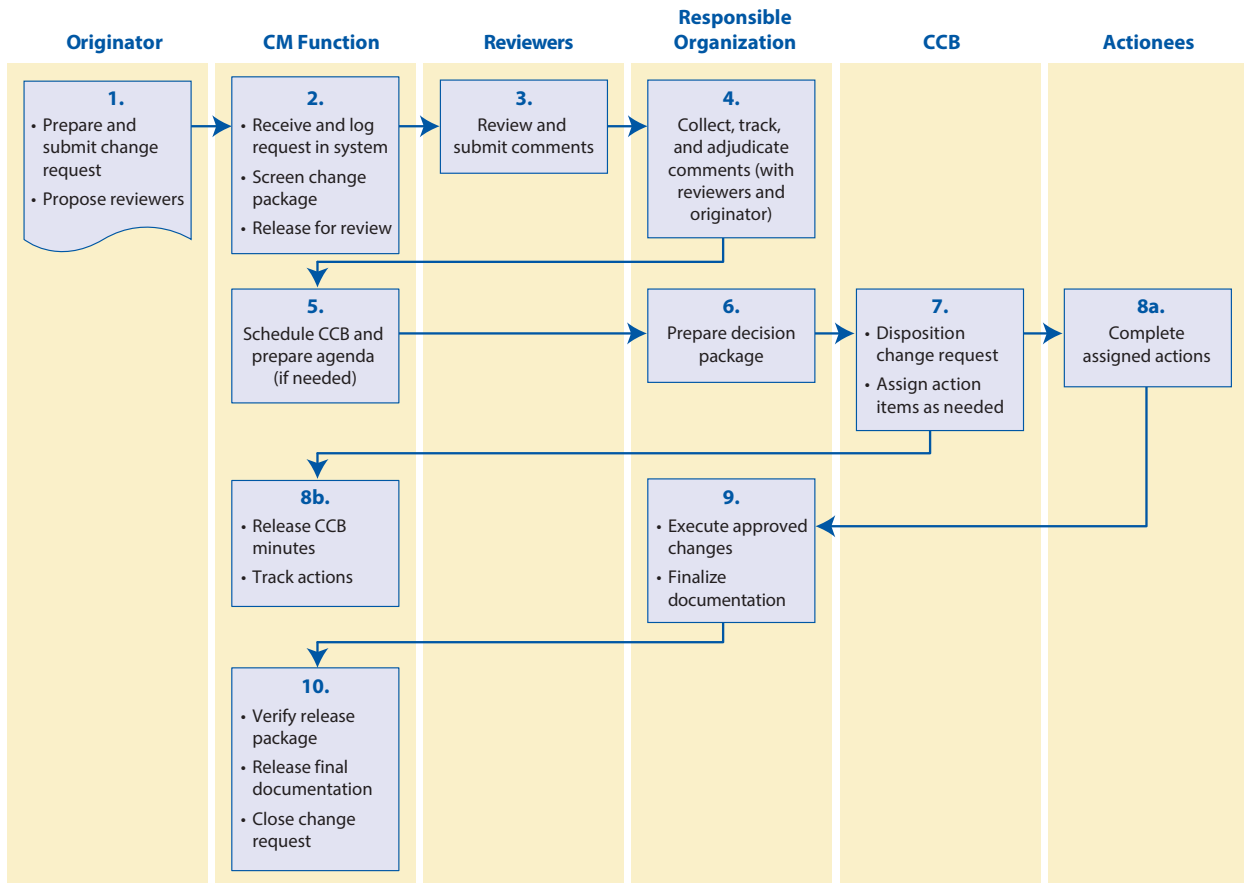 Originator
CM Function
Reviewers
Responsible
Organization
CCB
Actionees
1.
• Prepare and
submit change
request
• Propose reviewers
2.
• Receive and log
request in system
• Screen change
package
• Release for review
3.
Review and
submit comments
4.
Collect, track,
and adjudicate
comments (with
reviewers and
originator)
5.
Schedule CCB and
prepare agenda
(if needed)
6.
Prepare decision
package
7.
• Disposition
change request
• Assign action
items as needed
8a.
Complete
assigned actions
8b.
• Release CCB
minutes
• Track actions
9.
• Execute approved
changes
• Finalize
documentation
10.
• Verify release
package
• Release final
documentation
• Close change
request